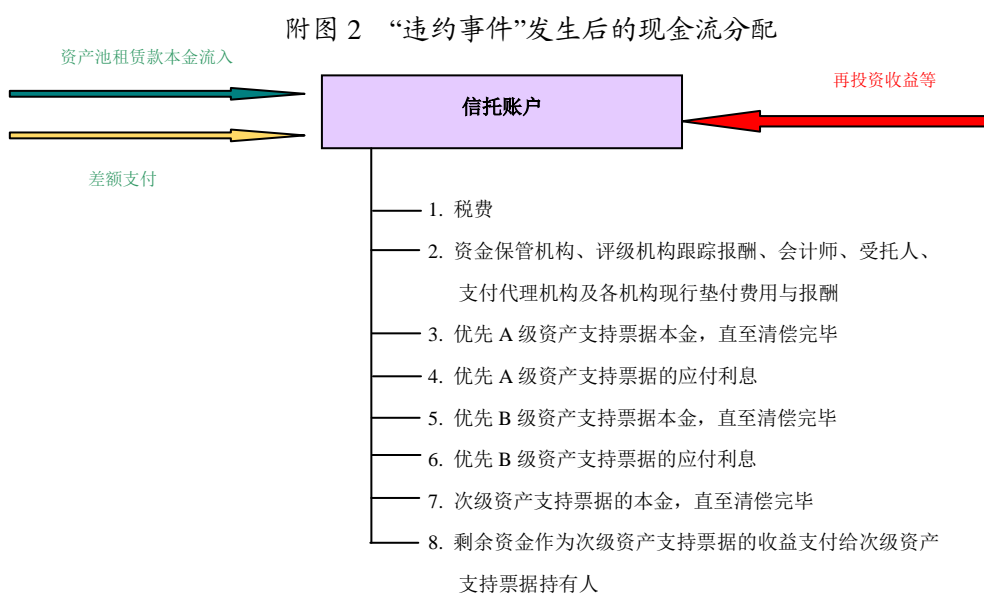 附图 2 “违约事件”发生后的现金流分配
资产池租赁款本金流入
再投资收益等
信托账户
差额支付
1. 税费
2. 资金保管机构、评级机构跟踪报酬、会计师、受托人、
支付代理机构及各机构现行垫付费用与报酬
3. 优先 A 级资产支持票据本金，直至清偿完毕
4. 优先 A 级资产支持票据的应付利息
5. 优先 B 级资产支持票据本金，直至清偿完毕
6. 优先 B 级资产支持票据的应付利息
7. 次级资产支持票据的本金，直至清偿完毕
8. 剩余资金作为次级资产支持票据的收益支付给次级资产
支持票据持有人